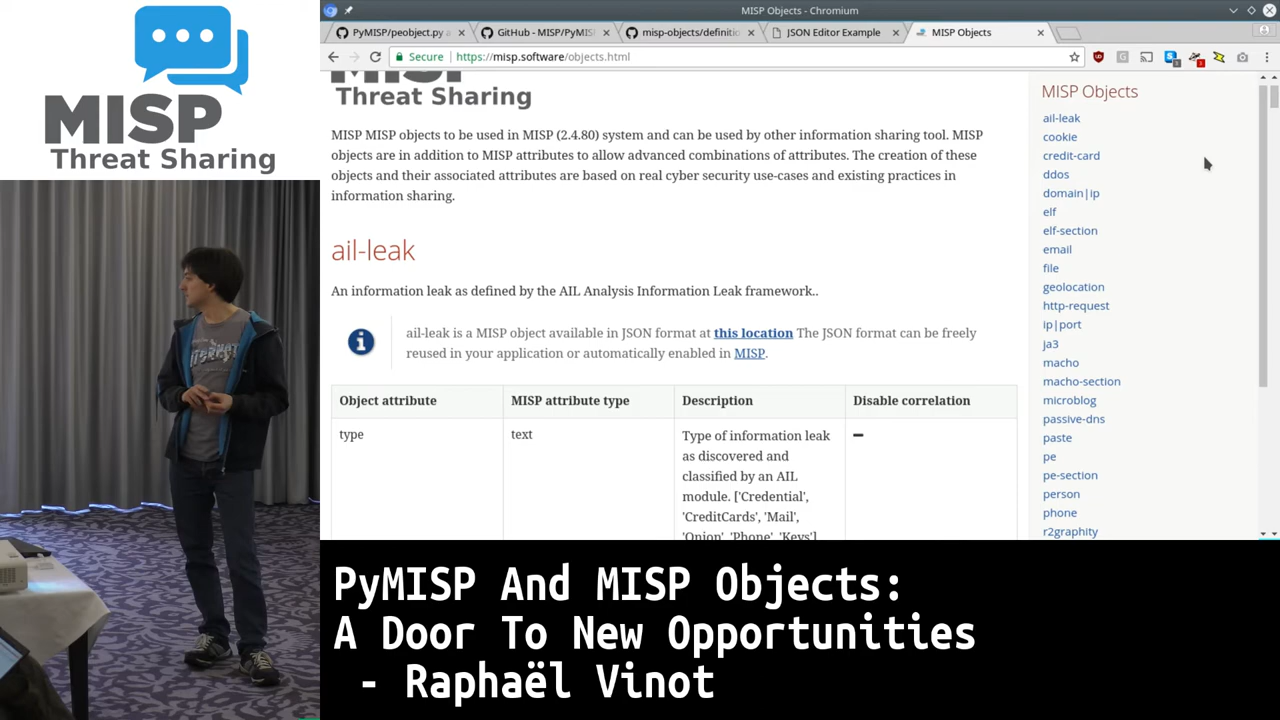 MISP
Threat Sharing
MISP Objects - Chromium
PyMISP/peobject.py a
GitHub - MISP/PyMIS
misp-objects/definitio
JSON Editor Example
MISP Objects
Secure
https://misp.software/objects.html
Threat Sharing
MISP MISP objects to be used in MISP (2.4.80) system and can be used by other information sharing tool. MISP
objects are in addition to MISP attributes to allow advanced combinations of attributes. The creation of these
objects and their associated attributes are based on real cyber security use-cases and existing practices in
information sharing.
ail-leak
An information leak as defined by the AIL Analysis Information Leak framework..
ail-leak is a MISP object available in JSON format at this location The JSON format can be freely
reused in your application or automatically enabled in MISP.
Object attribute
MISP attribute type
Description
Disable correlation
type
text
Type of information leak
as discovered and
classified by an AIL
module. ['Credential',
'CreditCards', 'Mail',
'Onion', 'Phone', 'Keys']
MISP Objects
ail-leak
cookie
credit-card
ddos
domain|ip
elf
elf-section
email
file
geolocation
http-request
ip|port
ja3
macho
macho-section
microblog
passive-dns
paste
pe
pe-section
person
phone
r2graphity
PyMISP And MISP Objects:
A Door To New Opportunities
- Raphaël Vinot